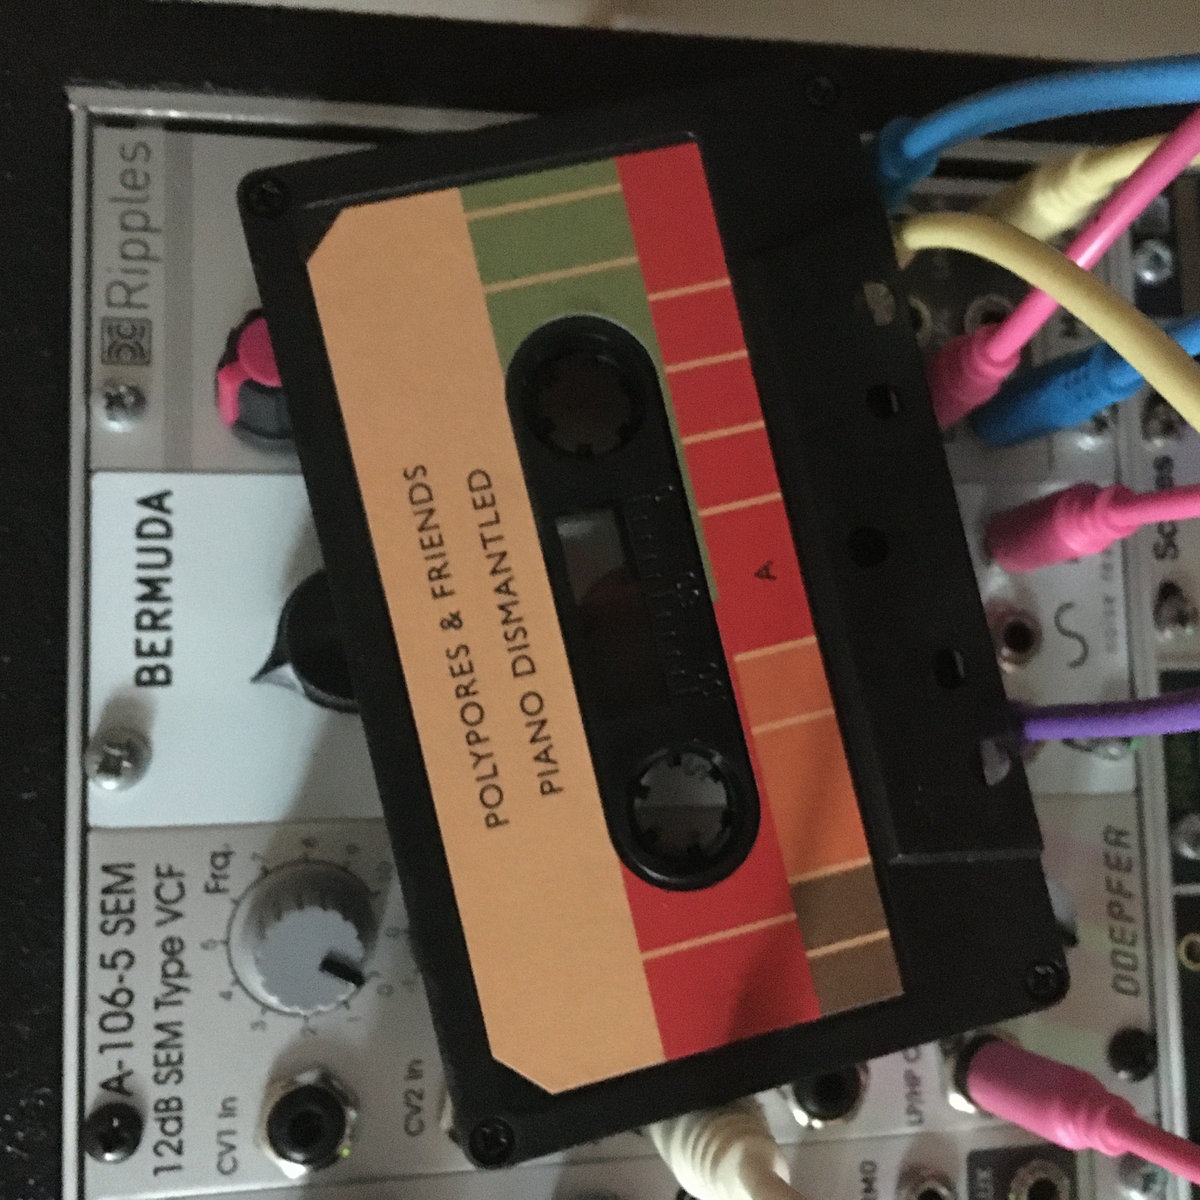 Ripples
BERMUDA
A-106-5 SEM
12dB SEM Type VCF
Frq.
CV1 In
CV2 In
POLYPORES & FRIENDS
PIANO DISMANTLED
A
S
DOEPFER